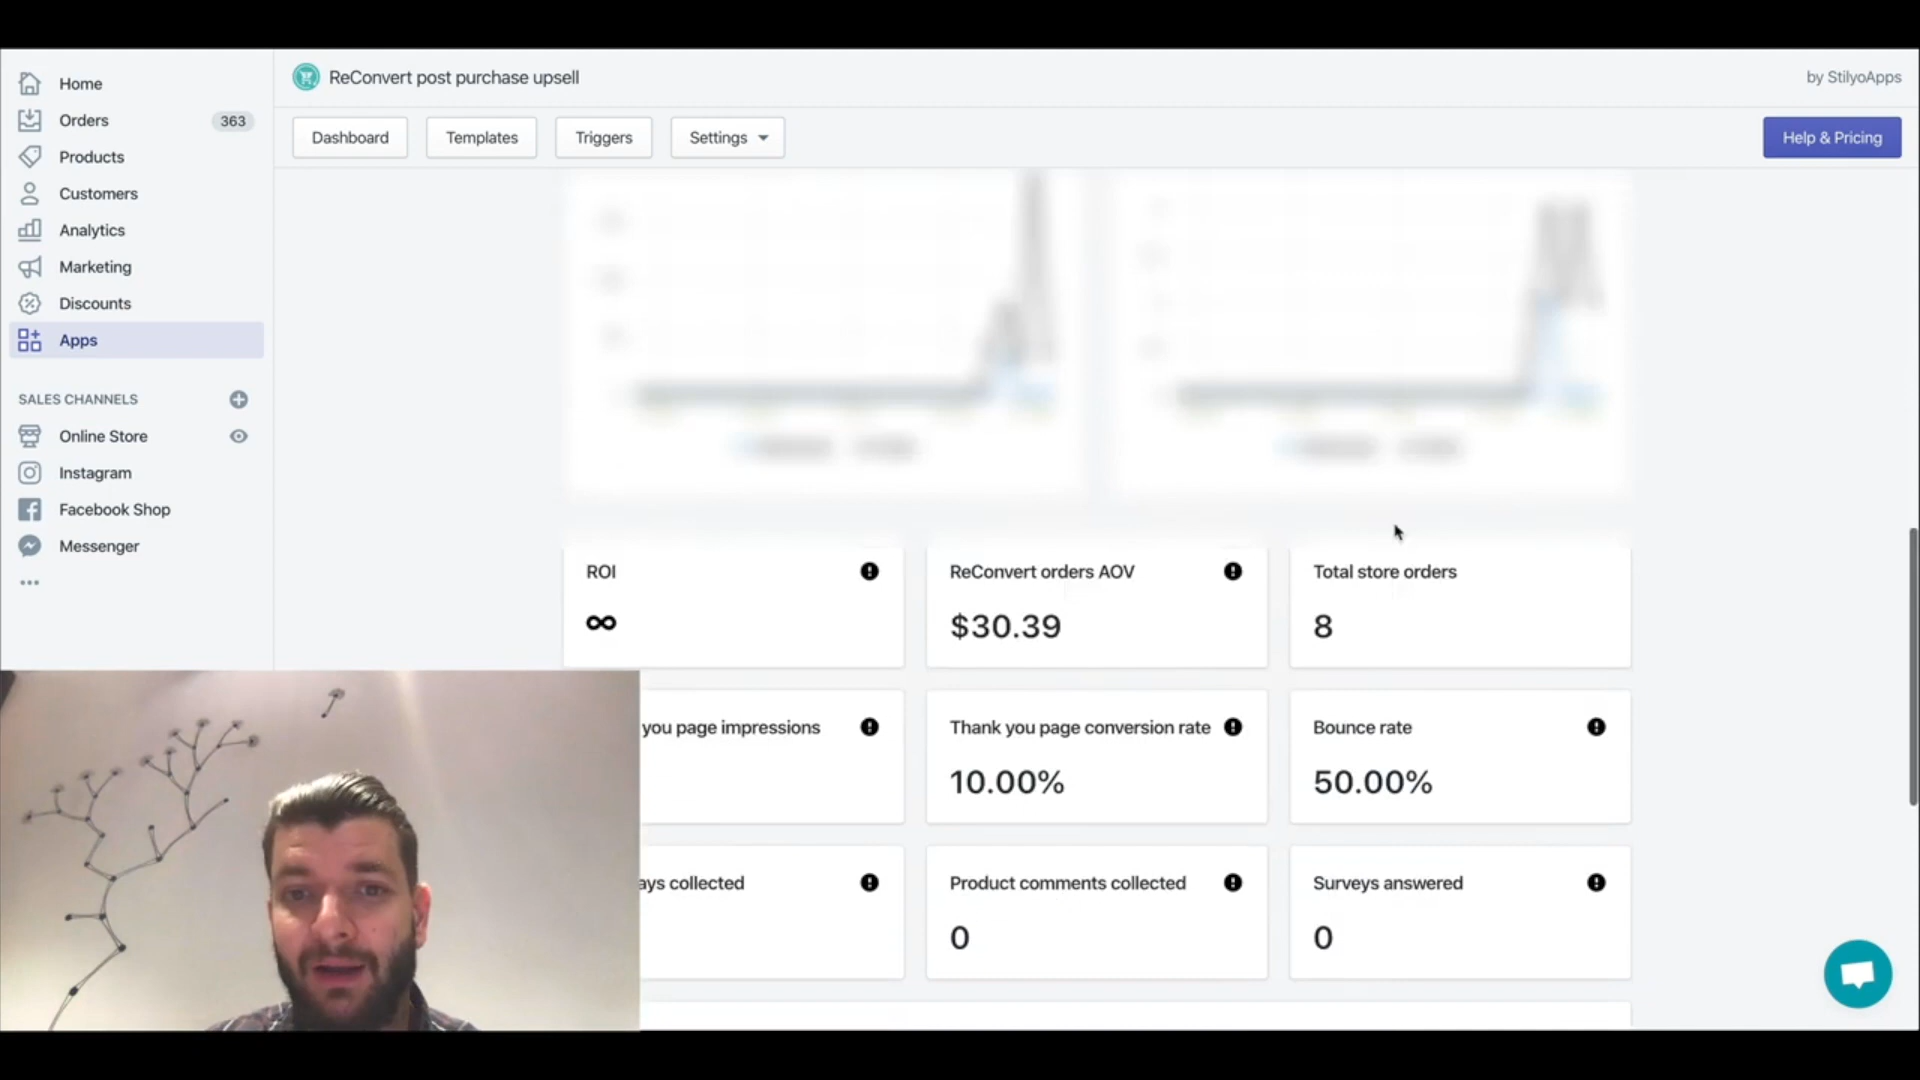 ReConvert post purchase upsell
by StilyoApps
Home
Orders 363
Products
Customers
Analytics
Marketing
Discounts
Apps
SALES CHANNELS
Online Store
Instagram
Facebook Shop
Messenger
Dashboard Templates Triggers Settings Help & Pricing
ROI
∞
ReConvert orders AOV
$30.39
Total store orders
8
you page impressions
Thank you page conversion rate
10.00%
Bounce rate
50.00%
collected
Product comments collected
0
Surveys answered
0